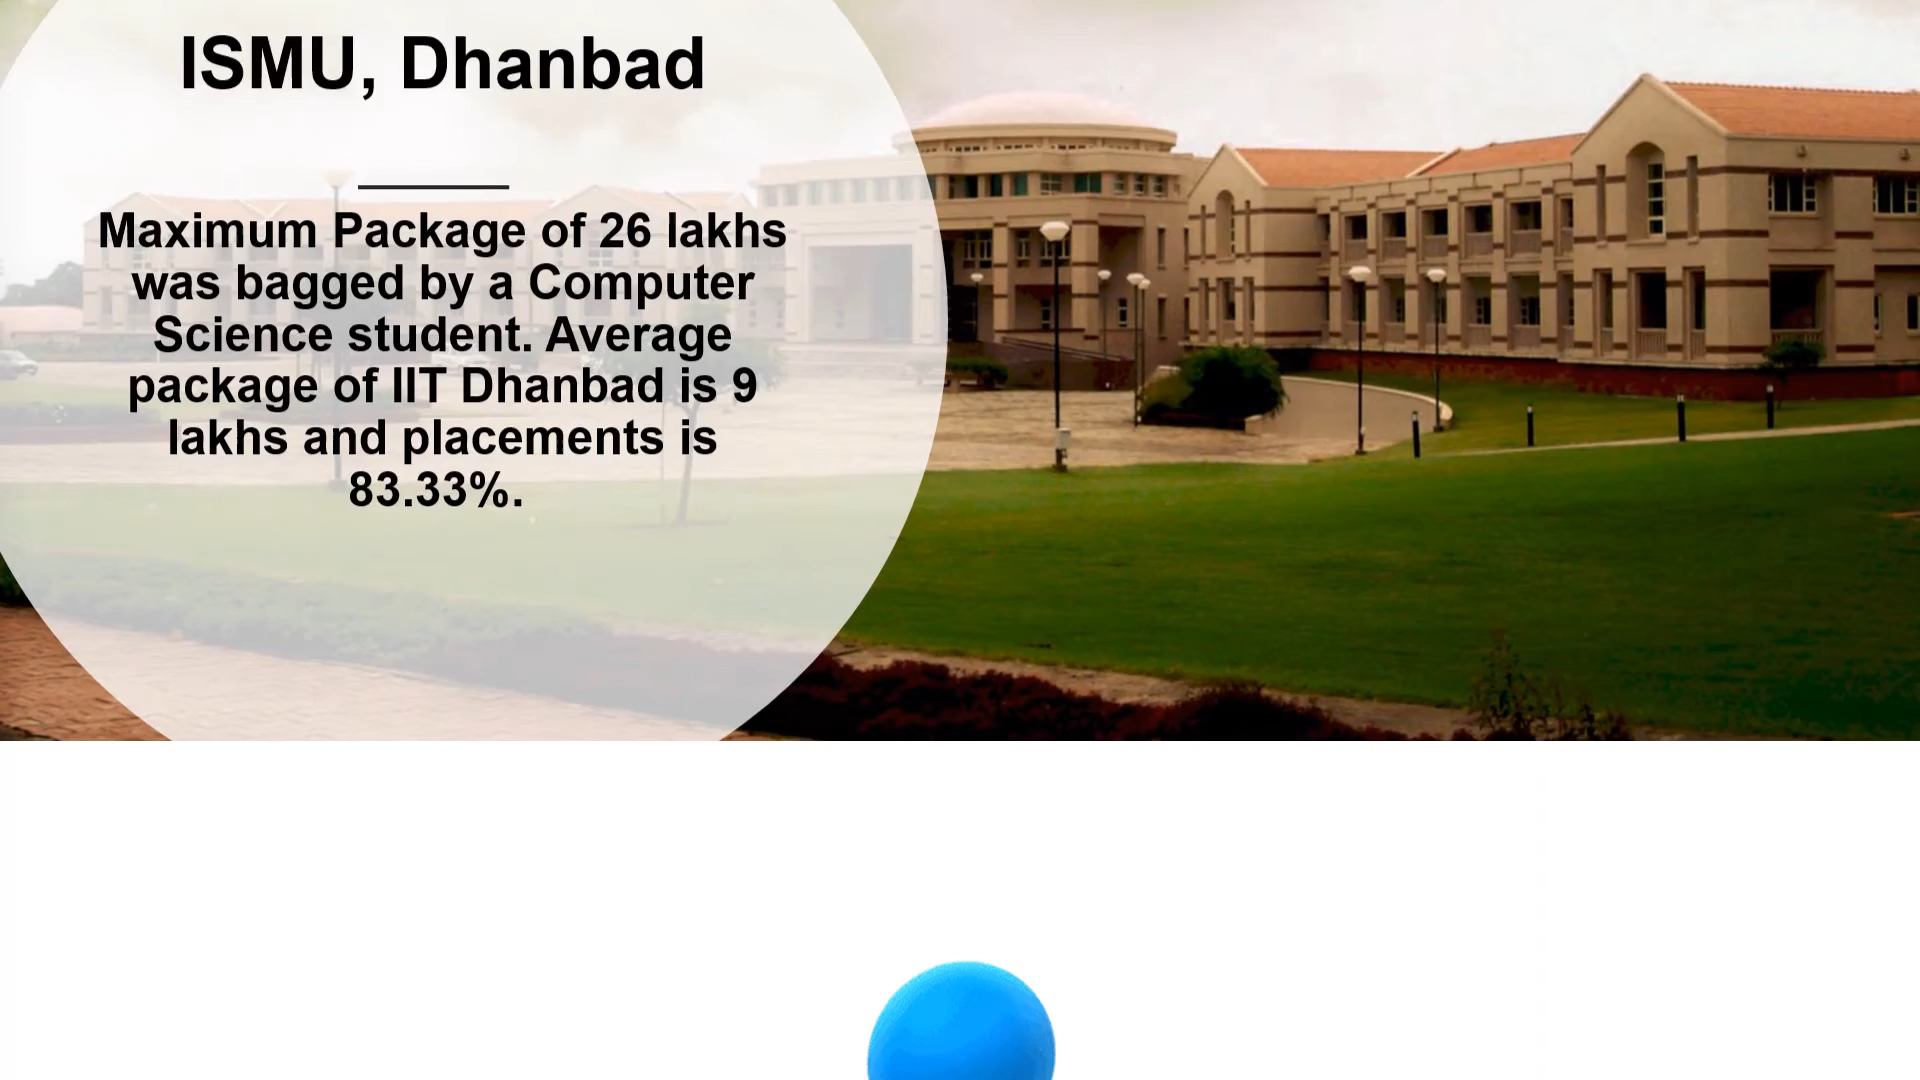 ISMU, Dhanbad
Maximum Package of 26 lakhs
was bagged by a Computer
Science student. Average
package of IIT Dhanbad is 9
lakhs and placements is
83.33%.